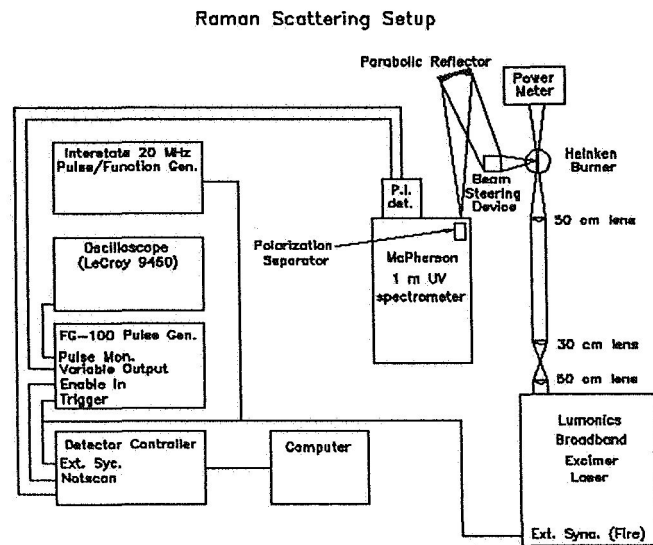 Raman Scattering Setup
Parabolic Reflector
Power
Meter
Interstate 20 MHz
Pulse/Function Gen.
Heinken
Burner
Beam
Steering
Device
P.I.
det.
50 cm lens
Oscilloscope
(LeCroy 9450)
Polarization
Separator
McPherson
1 m UV
spectrometer
FG-100 Pulse Gen.
Pulse Mon.
Variable Output
Enable In
Trigger
30 cm lens
50 cm lens
Detector Controller
Ext. Syc.
Notscan
Computer
Lumonics
Broadband
Excimer
Laser
Ext. Sync. (Fire)